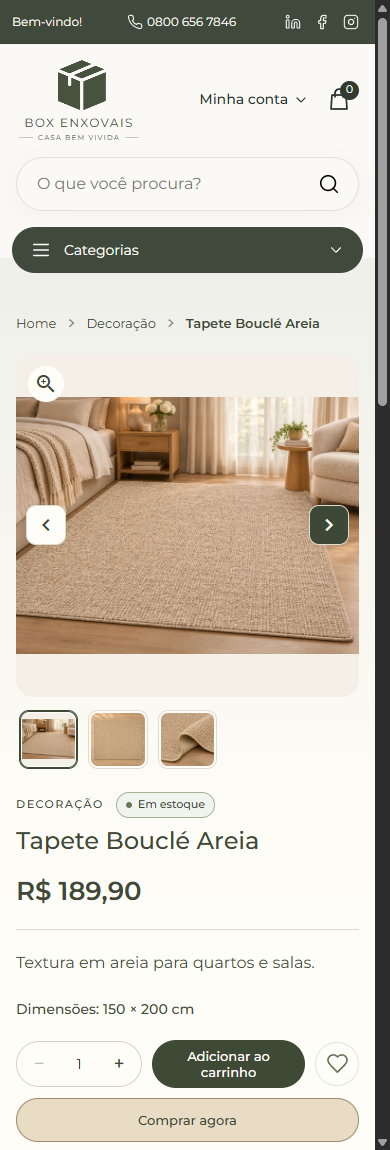 Bem-vindo!
0800 656 7846
BOX ENXOVAIS
CASA BEM VIVIDA
Minha conta
0
O que você procura?
Categorias
Home > Decoração > Tapete Bouclé Areia
DECORAÇÃO
Em estoque
Tapete Bouclé Areia
R$ 189,90
Textura em areia para quartos e salas.
Dimensões: 150 × 200 cm
− 1 +
Adicionar ao
carrinho
Comprar agora